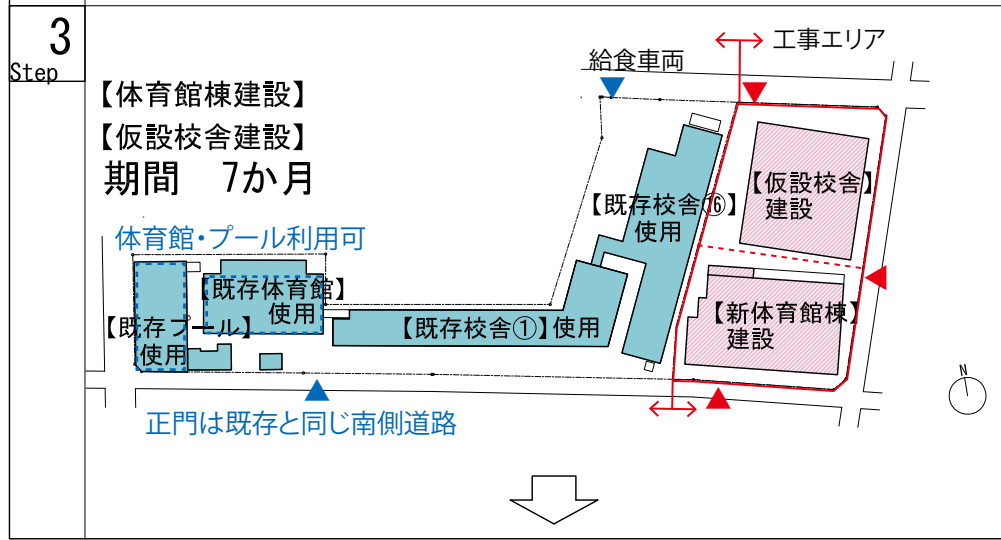 3
Step
【体育館棟建設】
【仮設校舎建設】
期間　7か月
給食車両
工事エリア
【仮設校舎】
建設
【既存校舎⑯】
使用
体育館・プール利用可
【既存体育館】
使用
【既存プール】
使用
【既存校舎①】使用
【新体育館棟】
建設
正門は既存と同じ南側道路
N